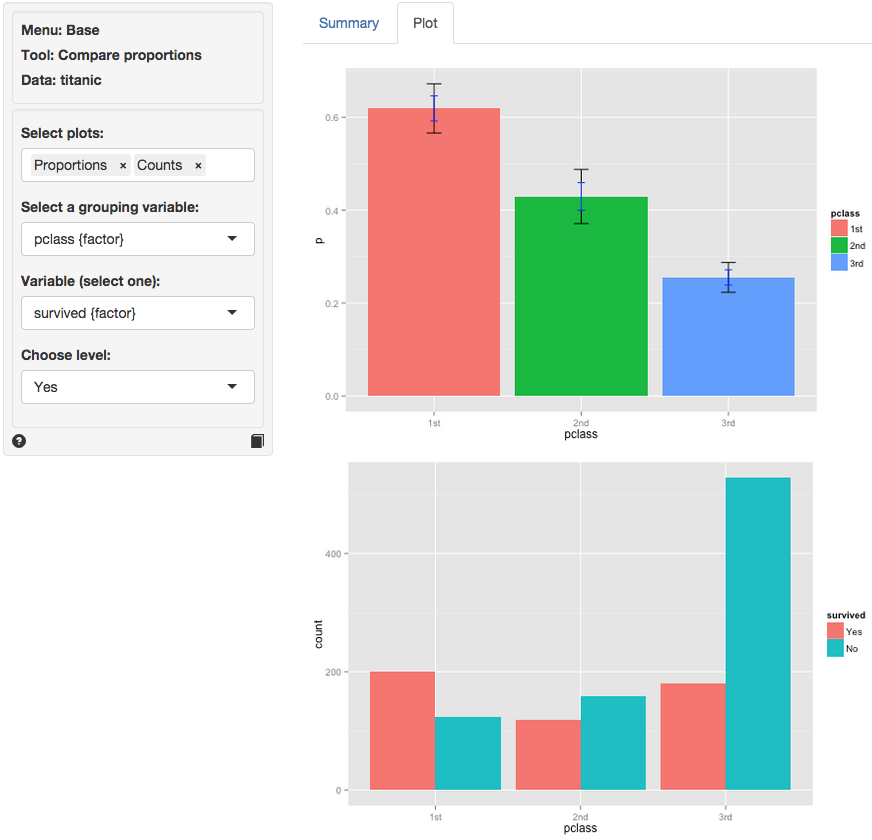 Menu: Base
Tool: Compare proportions
Data: titanic
Select plots:
Proportions × Counts ×
Select a grouping variable:
pclass {factor}
Variable (select one):
survived {factor}
Choose level:
Yes
?
Summary Plot
0.6
0.4
0.2
0.0
p
1st 2nd 3rd
pclass
pclass
1st
2nd
3rd
400
200
0
count
1st 2nd 3rd
pclass
survived
Yes
No